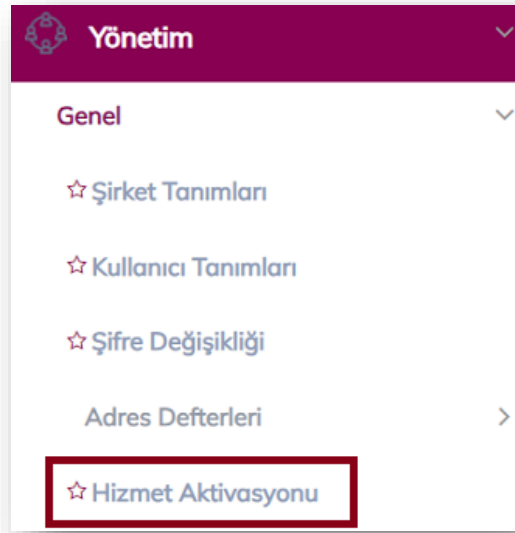 Yönetim
Genel
Şirket Tanımları
Kullanıcı Tanımları
Şifre Değişikliği
Adres Defterleri
Hizmet Aktivasyonu